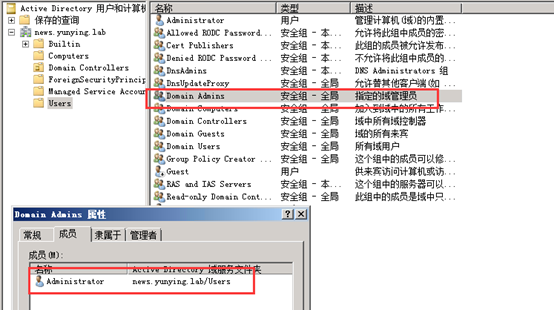 Active Directory 用户和计算机
保存的查询
news.yunying.lab
Builtin
Computers
Domain Controllers
ForeignSecurityPrincip
Managed Service Accour
Users
名称 类型 描述
Administrator 用户 管理计算机(域)的内置...
Allowed RODC Password... 安全组 - 本... 允许将此组中成员的密...
Cert Publishers 安全组 - 本... 此组的成员被允许发布...
Denied RODC Password ... 安全组 - 本... 不允许将此组中成员的...
DnsAdmins 安全组 - 本... DNS Administrators 组
DnsUpdateProxy 安全组 - 全局 允许替其他客户端(如...
Domain Admins 安全组 - 全局 指定的域管理员
Domain Computers 安全组 - 全局 加入到域中的所有工作...
Domain Controllers 安全组 - 全局 域中所有域控制器
Domain Guests 安全组 - 全局 域的所有来宾
Domain Users 安全组 - 全局 所有域用户
Group Policy Creator ... 安全组 - 全局 这个组中的成员可以修...
Guest 用户 供来宾访问计算机或访...
RAS and IAS Servers 安全组 - 本... 这个组中的服务器可以...
Read-only Domain Cont... 安全组 - 全局 此组中的成员是域中只...
Domain Admins 属性
常规 成员 隶属于 管理者
成员(M):
名称 Active Directory 域服务文件夹
Administrator news.yunying.lab/Users